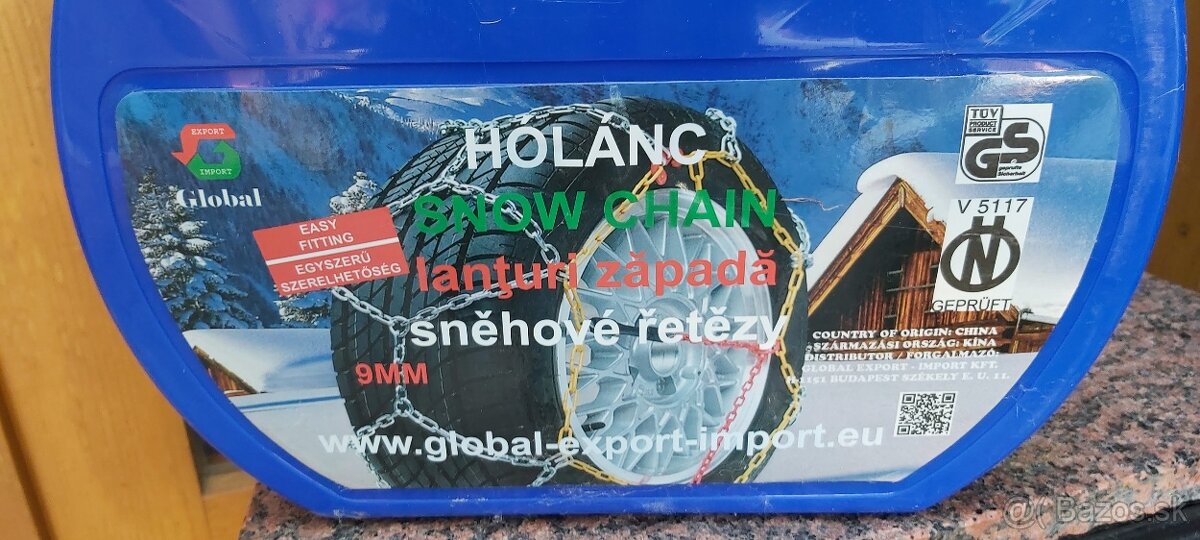 EXPORT
IMPORT
Global
EASY
FITTING
EGYSZERŰ
SZERELHETŐSÉG
HÓLÁNC
SNOW CHAIN
lanţuri zăpadă
sněhové řetězy
9MM
www.global-export-import.eu
TÜV
PRODUCT
SERVICE
GS
geprüfte
Sicherheit
V 5117
N
GEPRÜFT
COUNTRY OF ORIGIN: CHINA
SZÁRMAZÁSI ORSZÁG: KÍNA
DISTRIBUTOR / FORGALMAZÓ:
GLOBAL EXPORT - IMPORT KFT.
BUDAPEST SZÉKELY E. U. 11.
Bazos.sk